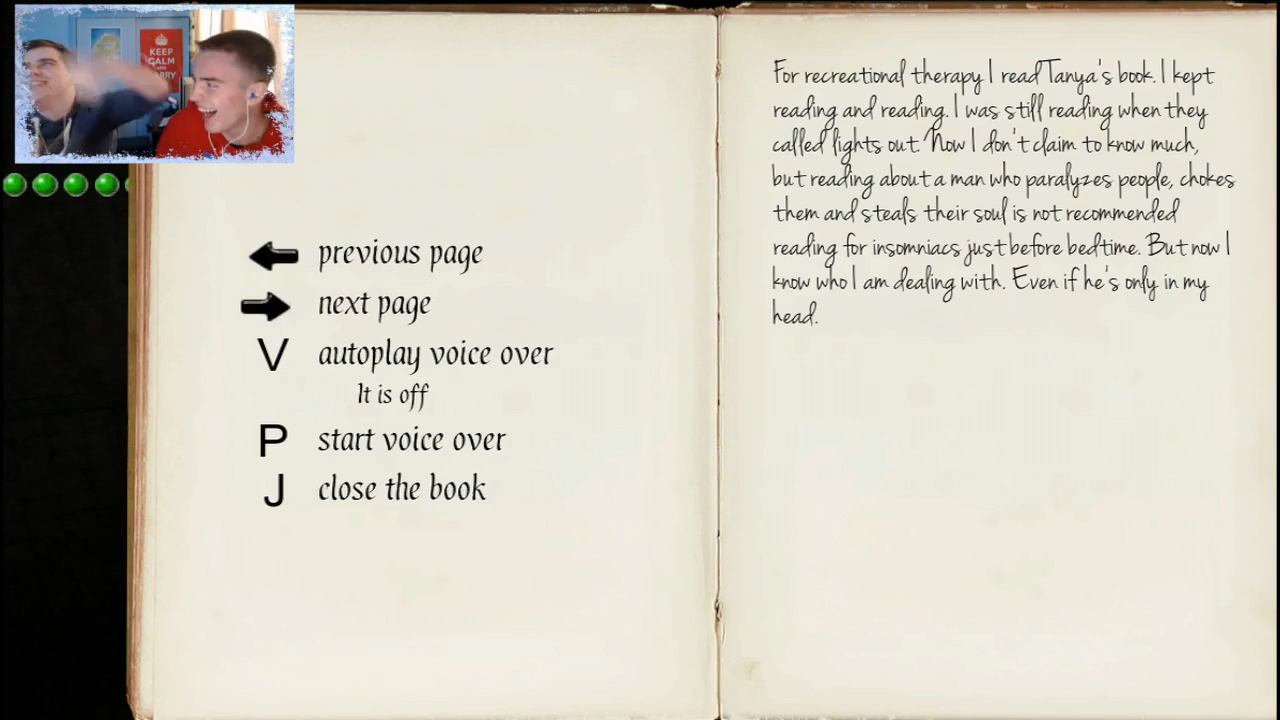 KEEP
CALM
AND
CARRY
previous page
next page
V autoplay voice over
It is off
P start voice over
J close the book
For recreational therapy I read Tanya's book. I kept
reading and reading. I was still reading when they
called lights out. Now I don't claim to know much,
but reading about a man who paralyzes people, chokes
them and steals their soul is not recommended
reading for insomniacs just before bedtime. But now I
know who I am dealing with. Even if he's only in my
head.